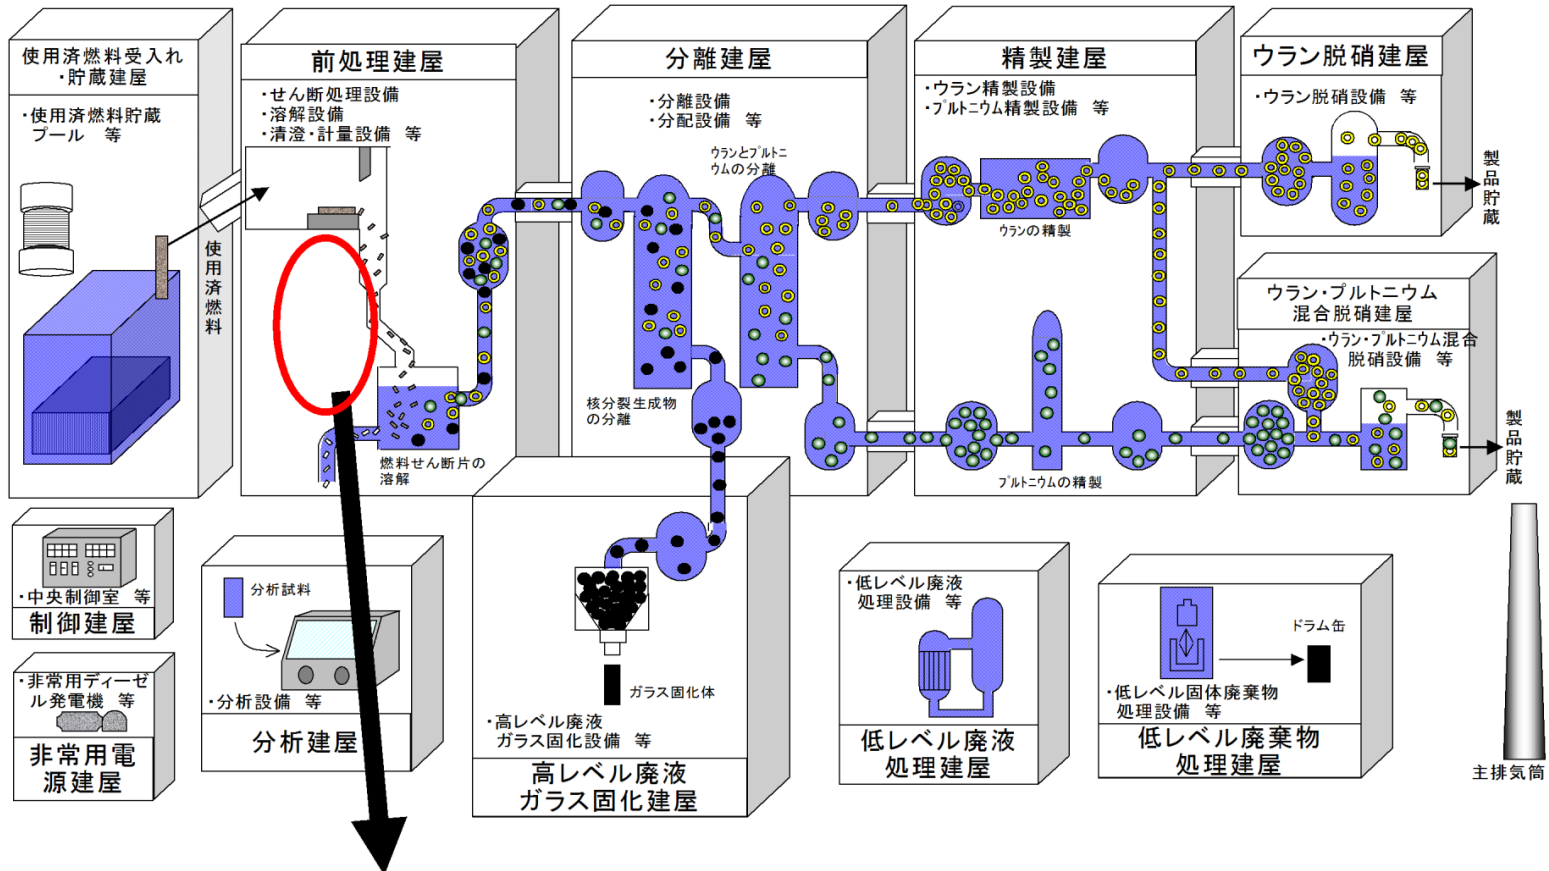 使用済燃料受入れ
・貯蔵建屋
・使用済燃料貯蔵
プール 等
使用済燃料
前処理建屋
・せん断処理設備
・溶解設備
・清澄・計量設備 等
燃料せん断片の
溶解
分離建屋
・分離設備
・分配設備 等
ウランとプルトニ
ウムの分離
核分裂生成物
の分離
精製建屋
・ウラン精製設備
・プルトニウム精製設備 等
ウランの精製
プルトニウムの精製
ウラン脱硝建屋
・ウラン脱硝設備 等
製品貯蔵
ウラン・プルトニウム
混合脱硝建屋
・ウラン・プルトニウム混合
脱硝設備 等
製品貯蔵
・中央制御室 等
制御建屋
・非常用ディーゼ
ル発電機 等
非常用電
源建屋
分析試料
・分析設備 等
分析建屋
ガラス固化体
・高レベル廃液
ガラス固化設備 等
高レベル廃液
ガラス固化建屋
・低レベル廃液
処理設備 等
低レベル廃液
処理建屋
ドラム缶
・低レベル固体廃棄物
処理設備 等
低レベル廃棄物
処理建屋
主排気筒